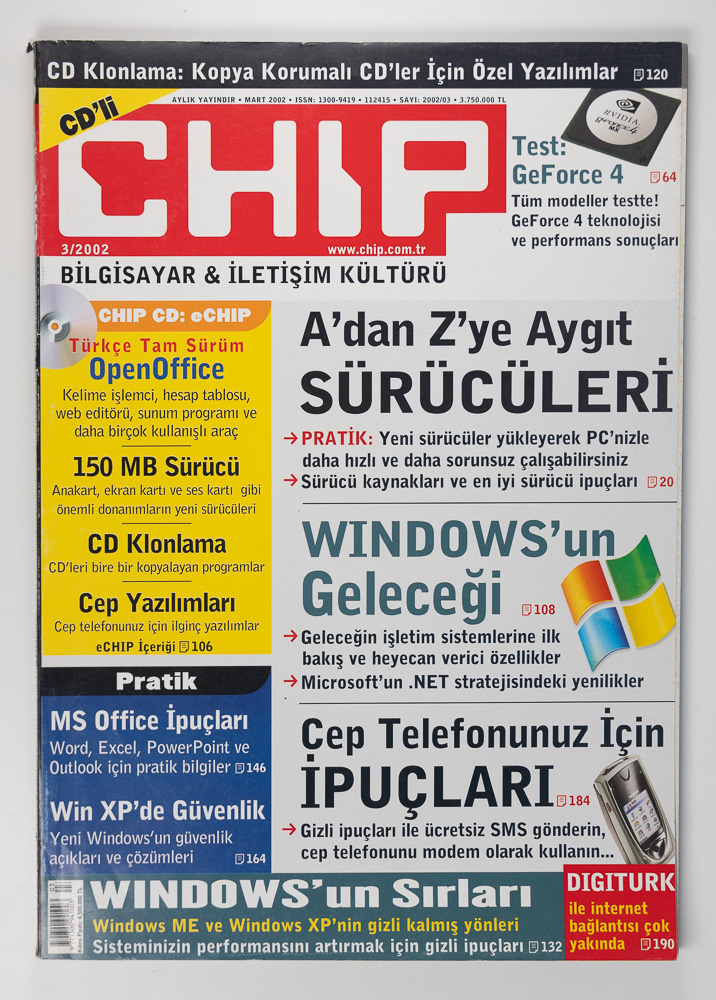 CD Klonlama: Kopya Korumalı CD'ler İçin Özel Yazılımlar 120
CD'li
AYLIK YAYINDIR • MART 2002 • ISSN: 1300-9419 • 112415 • SAYI: 2002/03 • 3.750.000 TL
CHIP
3/2002
www.chip.com.tr
BİLGİSAYAR & İLETİŞİM KÜLTÜRÜ
NVIDIA
GeForce4
MX
Test:
GeForce 4 64
Tüm modeller testte!
GeForce 4 teknolojisi
ve performans sonuçları
CHIP CD: eCHIP
Türkçe Tam Sürüm
OpenOffice
Kelime işlemci, hesap tablosu,
web editörü, sunum programı ve
daha birçok kullanışlı araç
150 MB Sürücü
Anakart, ekran kartı ve ses kartı gibi
önemli donanımların yeni sürücüleri
CD Klonlama
CD'leri bire bir kopyalayan programlar
Cep Yazılımları
Cep telefonunuz için ilginç yazılımlar
eCHIP İçeriği 106
Pratik
MS Office İpuçları
Word, Excel, PowerPoint ve
Outlook için pratik bilgiler 146
Win XP'de Güvenlik
Yeni Windows'un güvenlik
açıkları ve çözümleri 164
A'dan Z'ye Aygıt
SÜRÜCÜLERİ
→ PRATİK: Yeni sürücüler yükleyerek PC'nizle
daha hızlı ve daha sorunsuz çalışabilirsiniz
→ Sürücü kaynakları ve en iyi sürücü ipuçları 20
WINDOWS'un
Geleceği 108
→ Geleceğin işletim sistemlerine ilk
bakış ve heyecan verici özellikler
→ Microsoft'un .NET stratejisindeki yenilikler
Cep Telefonunuz İçin
İPUÇLARI 184
→ Gizli ipuçları ile ücretsiz SMS gönderin,
cep telefonunu modem olarak kullanın...
WINDOWS'un Sırları
Windows ME ve Windows XP'nin gizli kalmış yönleri
Sisteminizin performansını artırmak için gizli ipuçları 132
DIGITURK
ile internet
bağlantısı çok
yakında 190
03